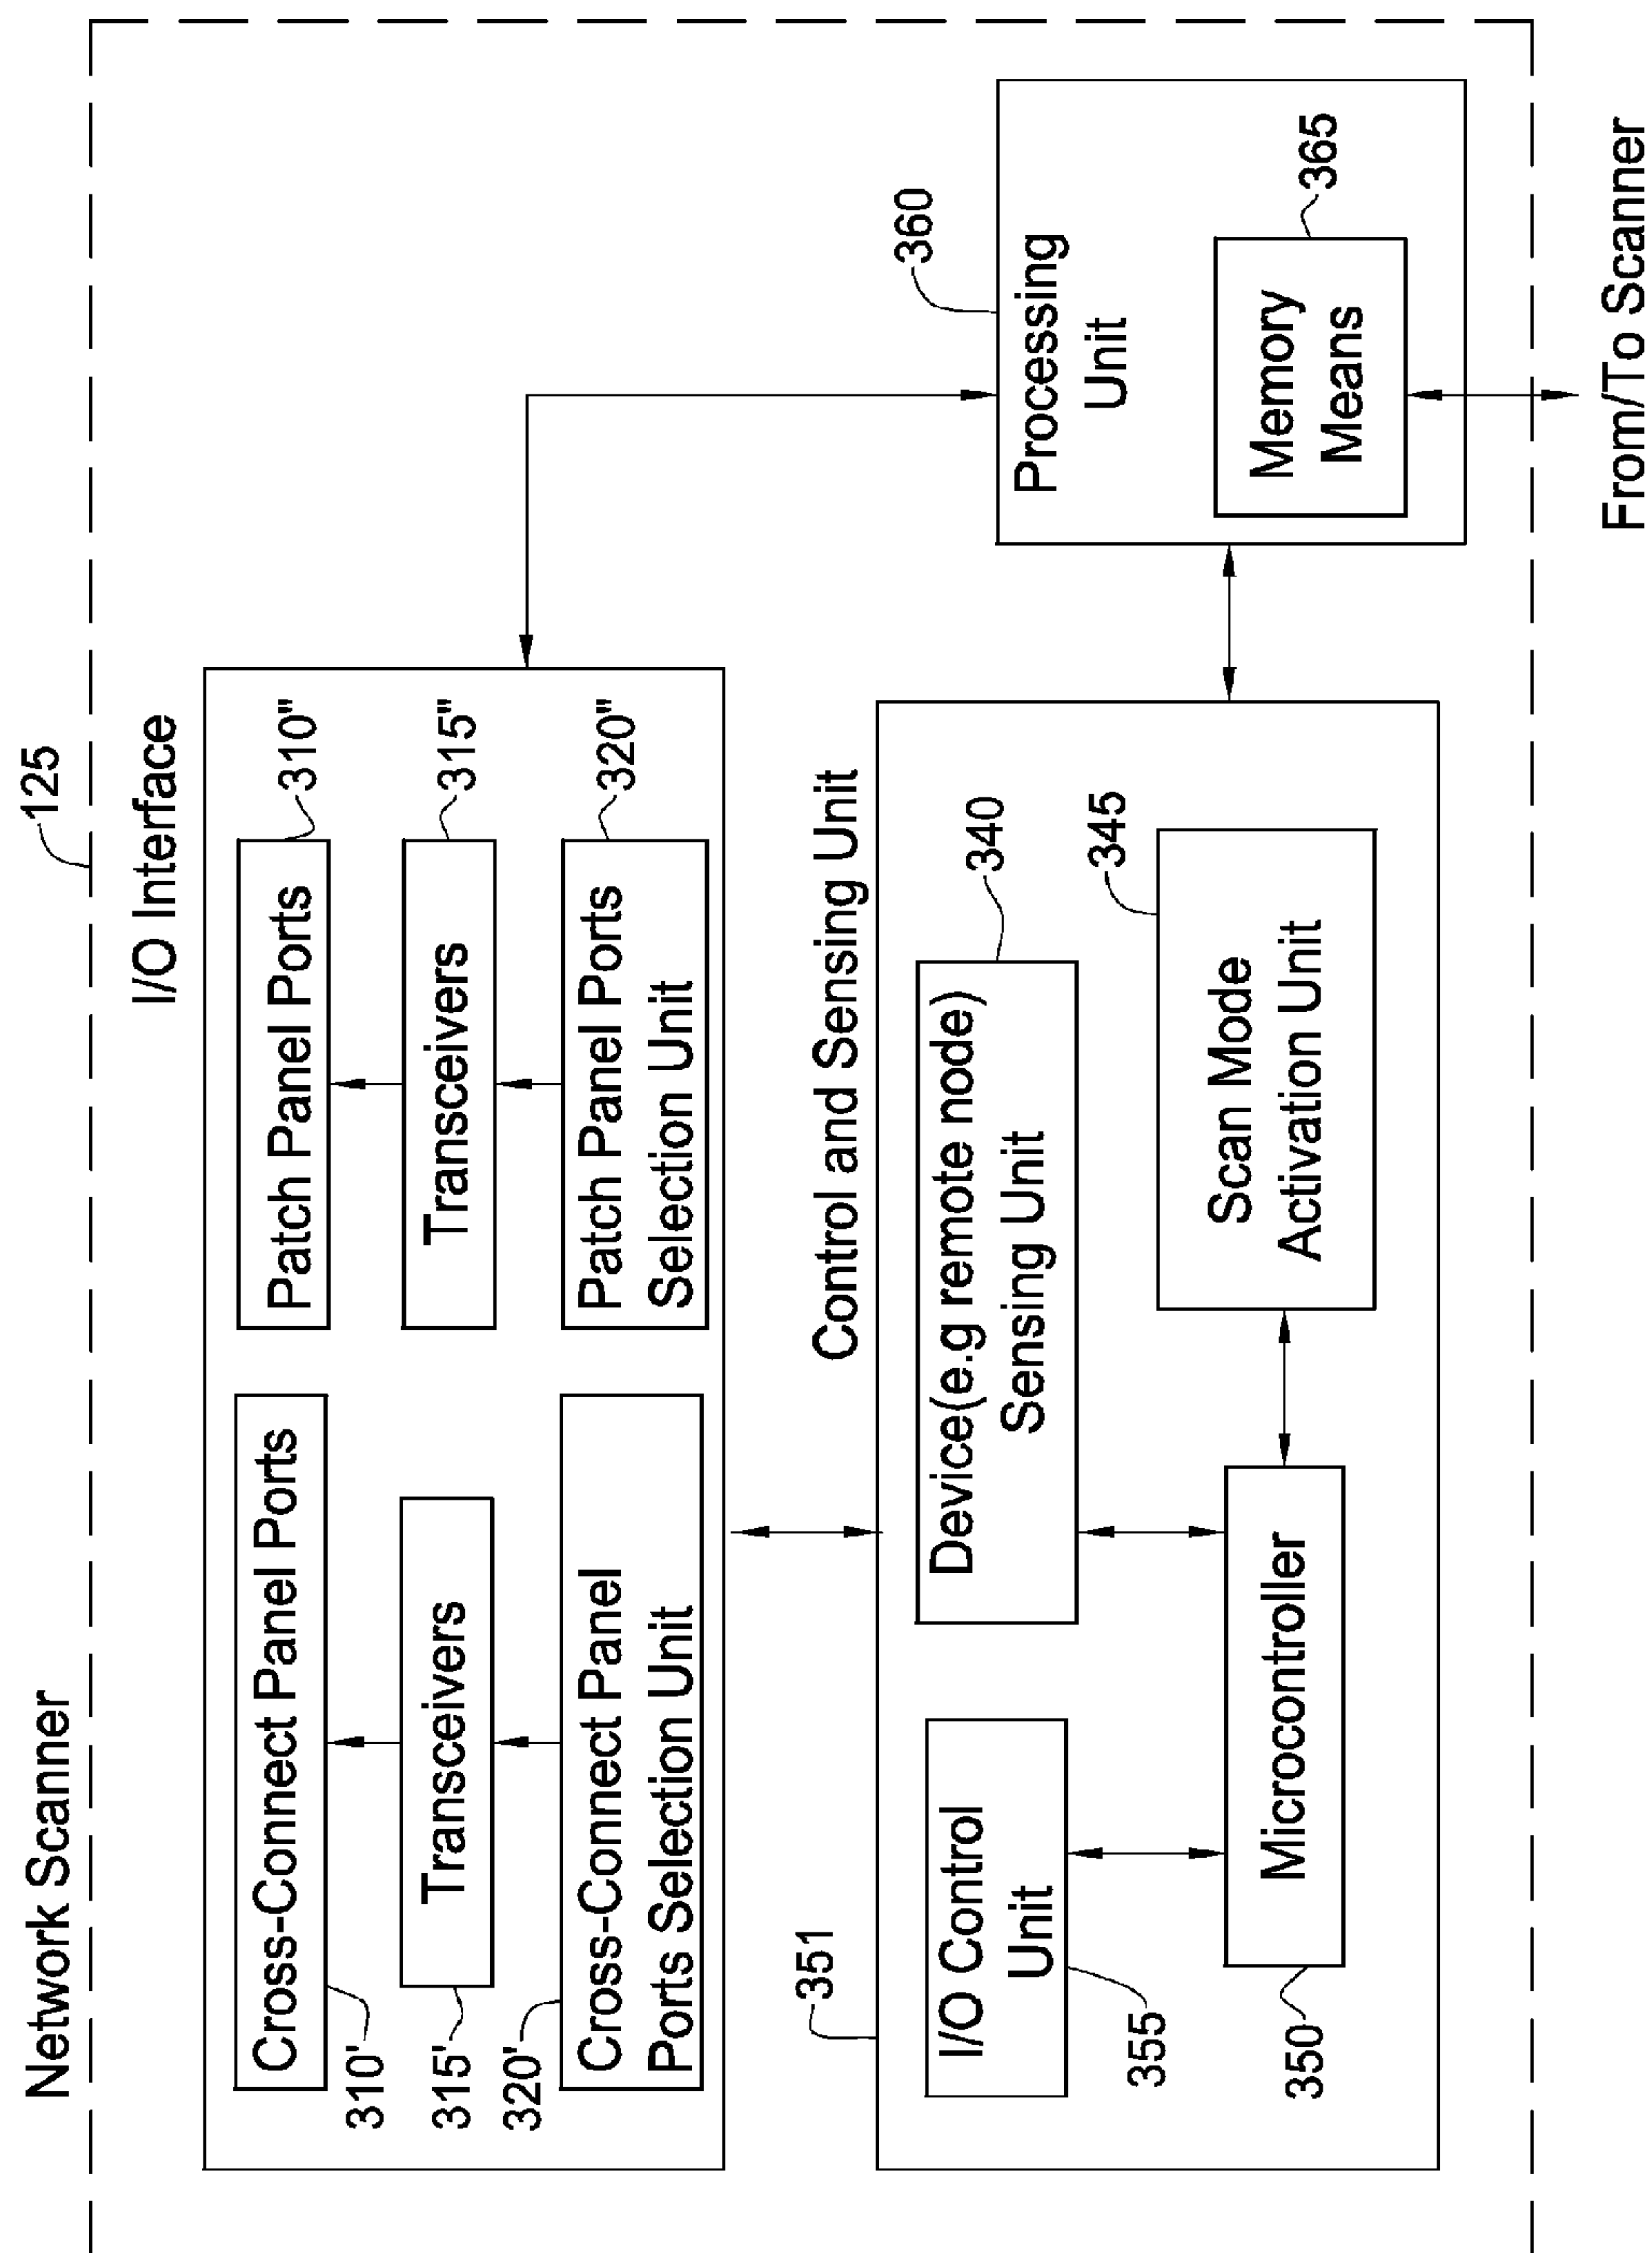 Network Scanner
125
I/O Interface
Cross-Connect Panel Ports
310'
Transceivers
315'
Cross-Connect Panel
Ports Selection Unit
320'
Patch Panel Ports
310"
Transceivers
315"
Patch Panel Ports
Selection Unit
320"
Control and Sensing Unit
351
I/O Control
Unit
355
Device(e.g remote node)
Sensing Unit
340
Microcontroller
350
Scan Mode
Activation Unit
345
Processing
Unit
360
Memory
Means
365
From/To Scanner